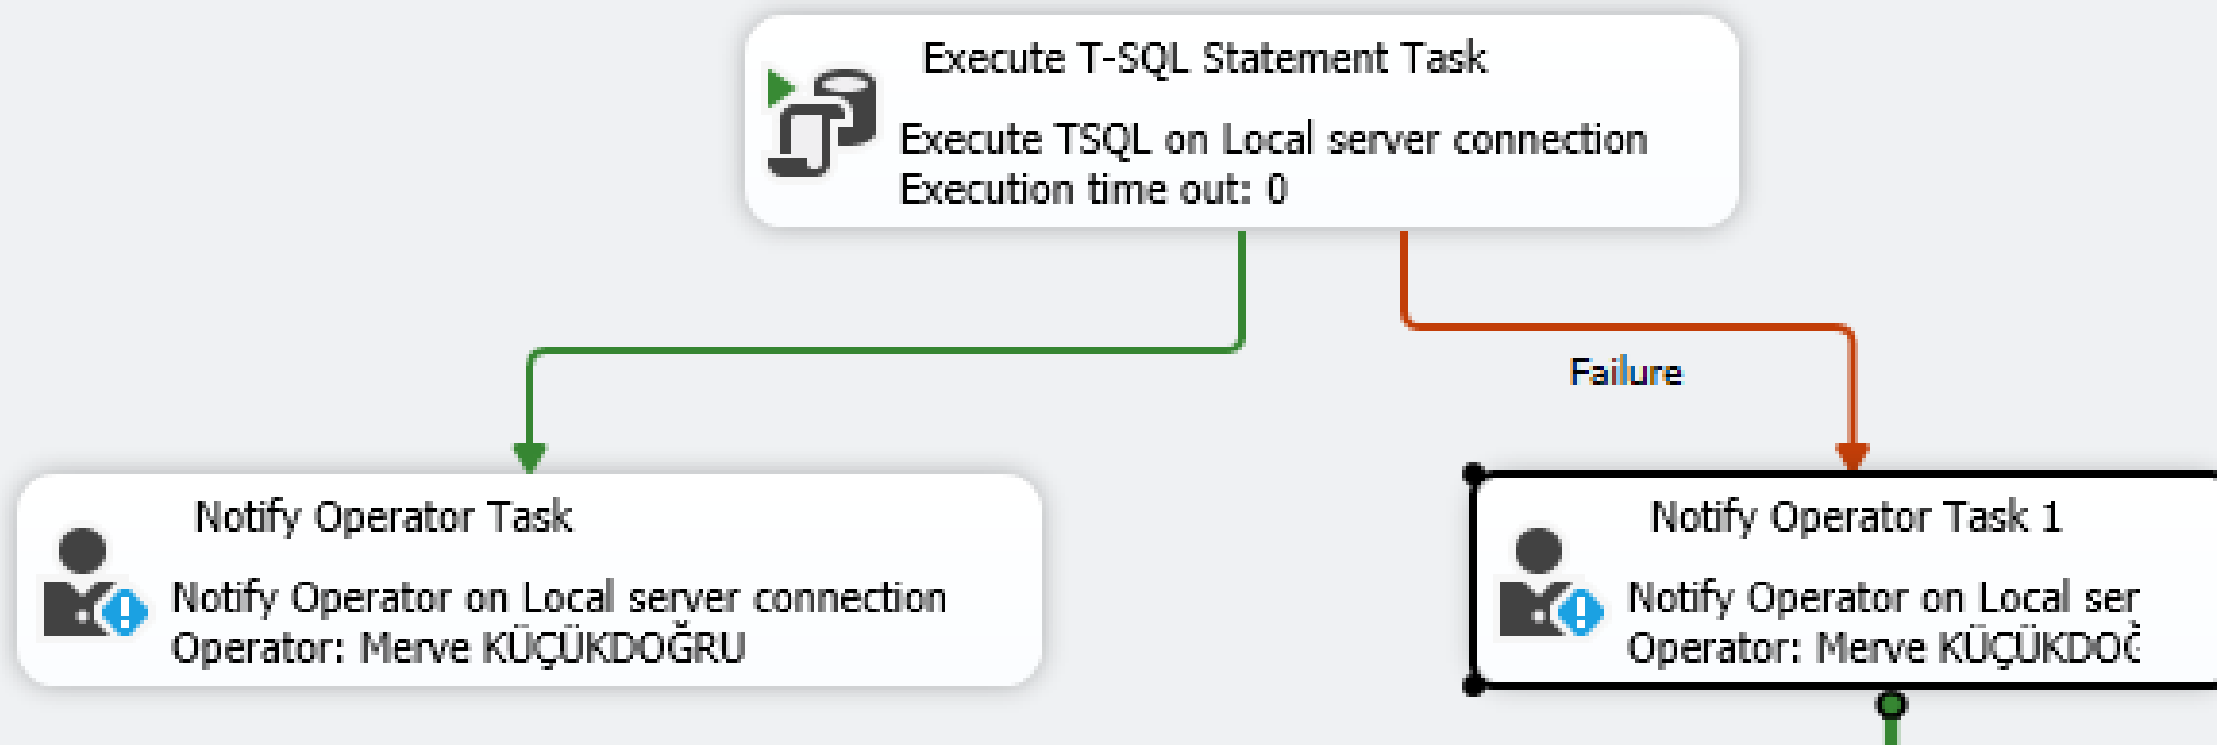 Execute T-SQL Statement Task
Execute TSQL on Local server connection
Execution time out: 0
Failure
Notify Operator Task
Notify Operator on Local server connection
Operator: Merve KÜÇÜKDOĞRU
Notify Operator Task 1
Notify Operator on Local ser
Operator: Merve KÜÇÜKDOĞ